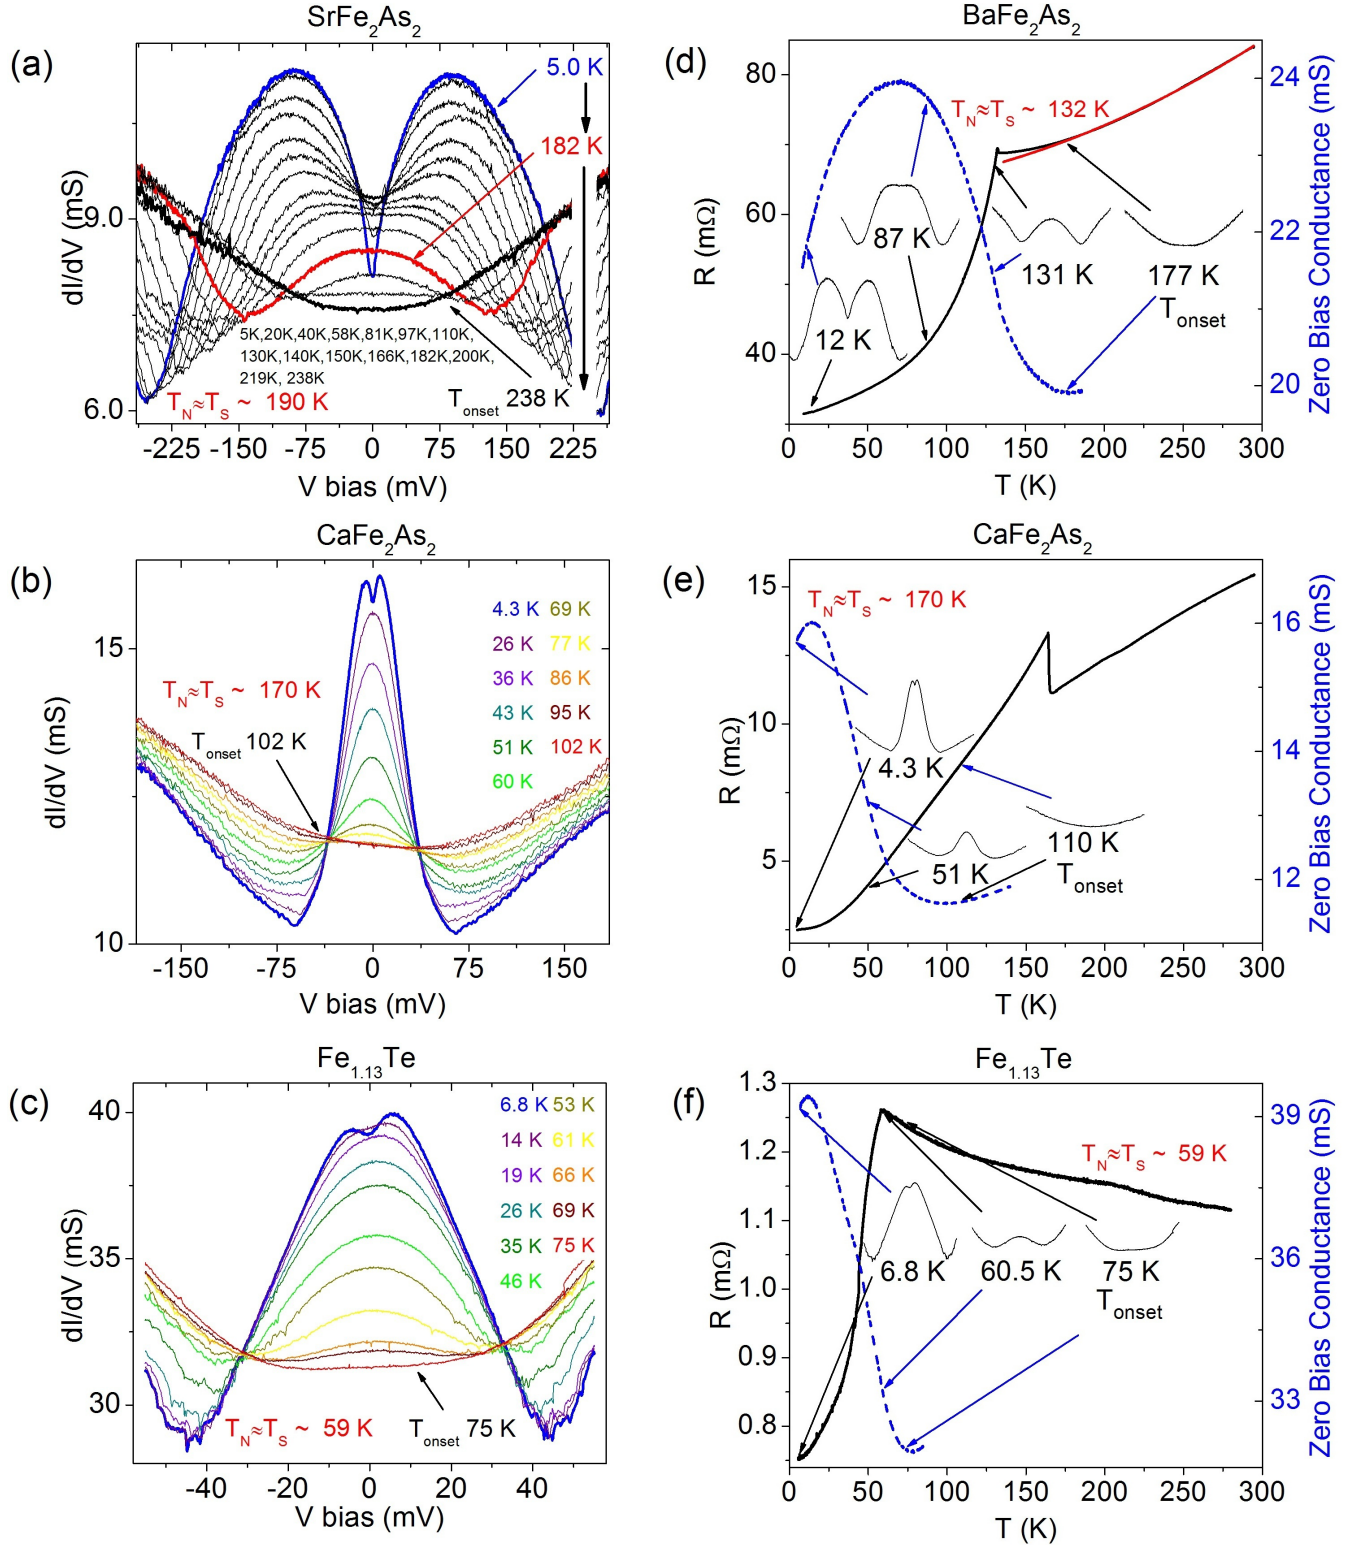 SrFe2As2
(a)
dI/dV (mS)
9.0
6.0
5.0 K
182 K
5K,20K,40K,58K,81K,97K,110K,
130K,140K,150K,166K,182K,200K,
219K, 238K
TN≈TS ~ 190 K
Tonset 238 K
-225 -150 -75 0 75 150 225
V bias (mV)
BaFe2As2
(d)
R (mΩ)
80
60
40
TN≈TS ~ 132 K
87 K
12 K
131 K
177 K
Tonset
24
22
20
Zero Bias Conductance (mS)
0 50 100 150 200 250 300
T (K)
CaFe2As2
(b)
dI/dV (mS)
15
10
TN≈TS ~ 170 K
Tonset 102 K
4.3 K 69 K
26 K 77 K
36 K 86 K
43 K 95 K
51 K 102 K
60 K
-150 -75 0 75 150
V bias (mV)
CaFe2As2
(e)
R (mΩ)
15
10
5
TN≈TS ~ 170 K
4.3 K
51 K
110 K
Tonset
16
14
12
Zero Bias Conductance (mS)
0 50 100 150 200 250 300
T (K)
Fe1.13Te
(c)
dI/dV (mS)
40
35
30
6.8 K 53 K
14 K 61 K
19 K 66 K
26 K 69 K
35 K 75 K
46 K
TN≈TS ~ 59 K
Tonset 75 K
-40 -20 0 20 40
V bias (mV)
Fe1.13Te
(f)
R (mΩ)
1.3
1.2
1.1
1.0
0.9
0.8
TN≈TS ~ 59 K
6.8 K
60.5 K
75 K
Tonset
39
36
33
Zero Bias Conductance (mS)
0 50 100 150 200 250 300
T (K)